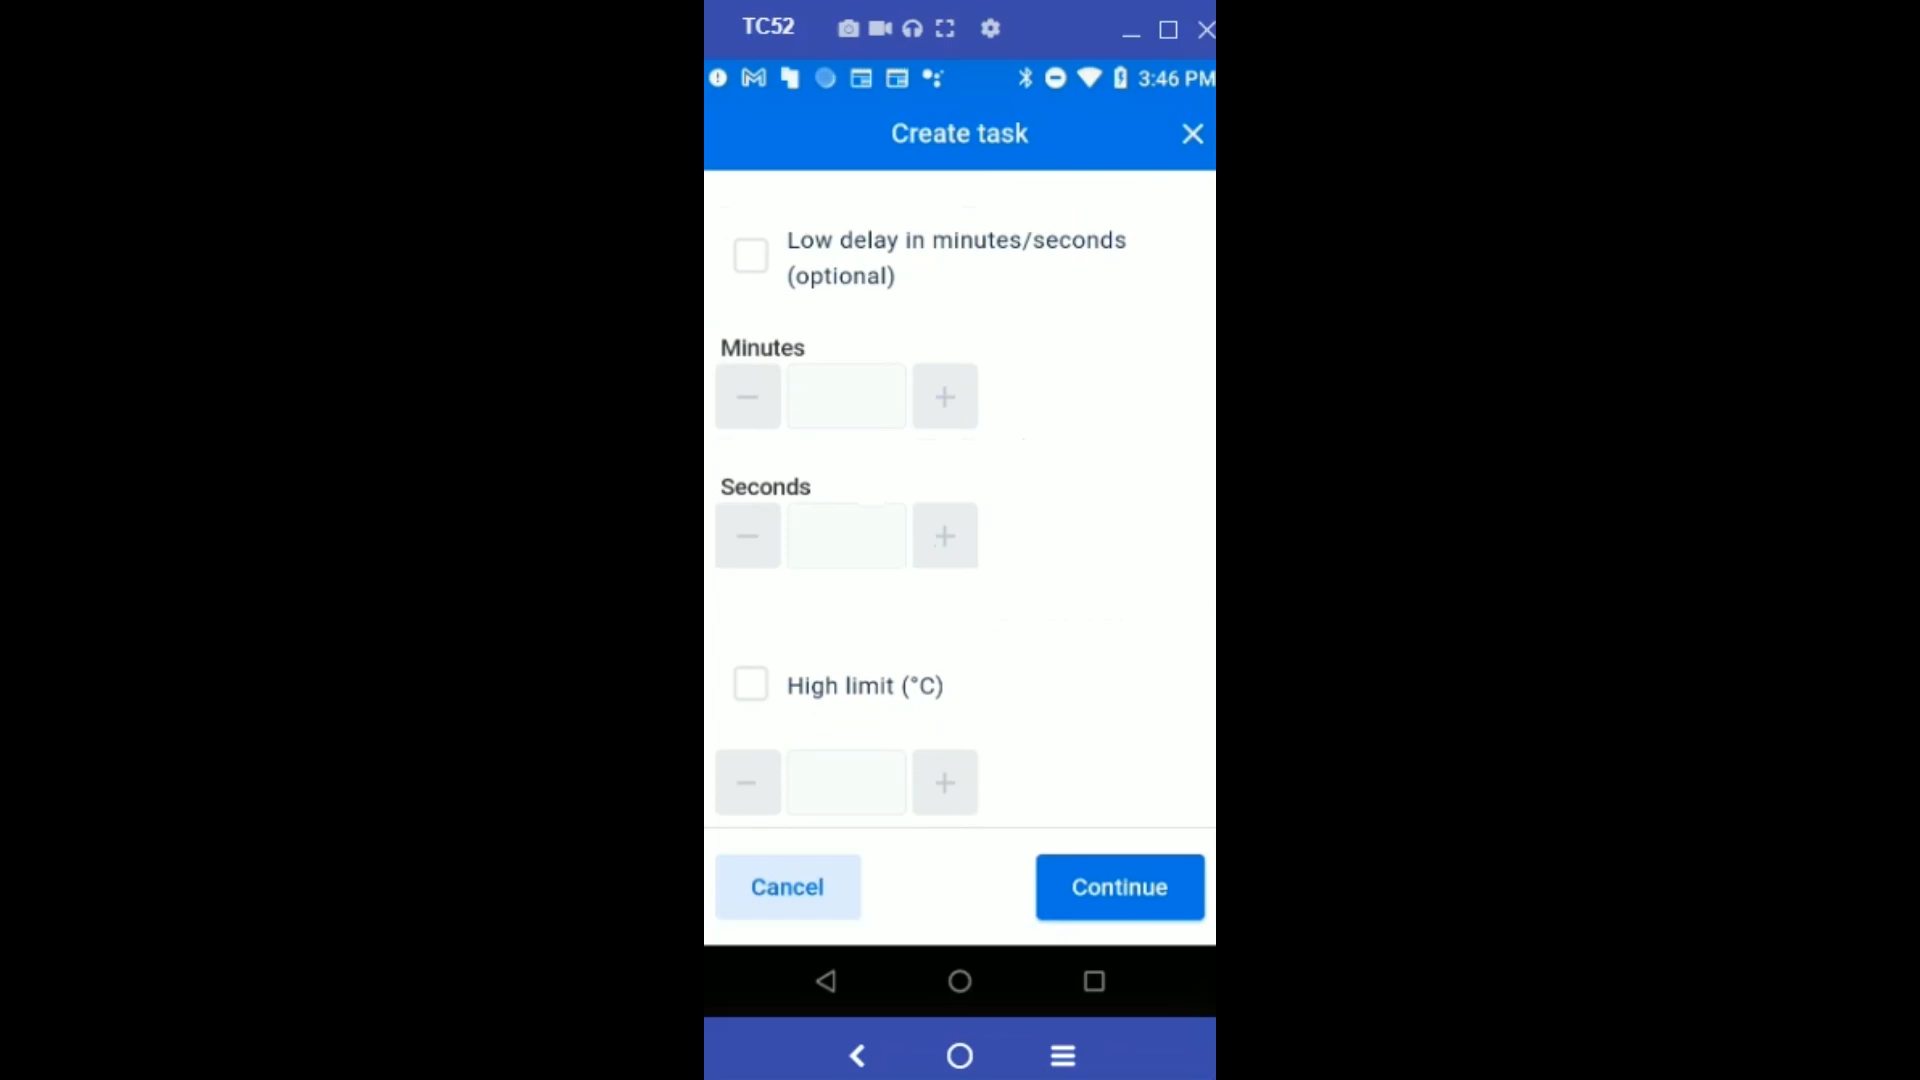 TC52
3:46 PM
Create task
Low delay in minutes/seconds
(optional)
Minutes
Seconds
High limit (°C)
Cancel
Continue